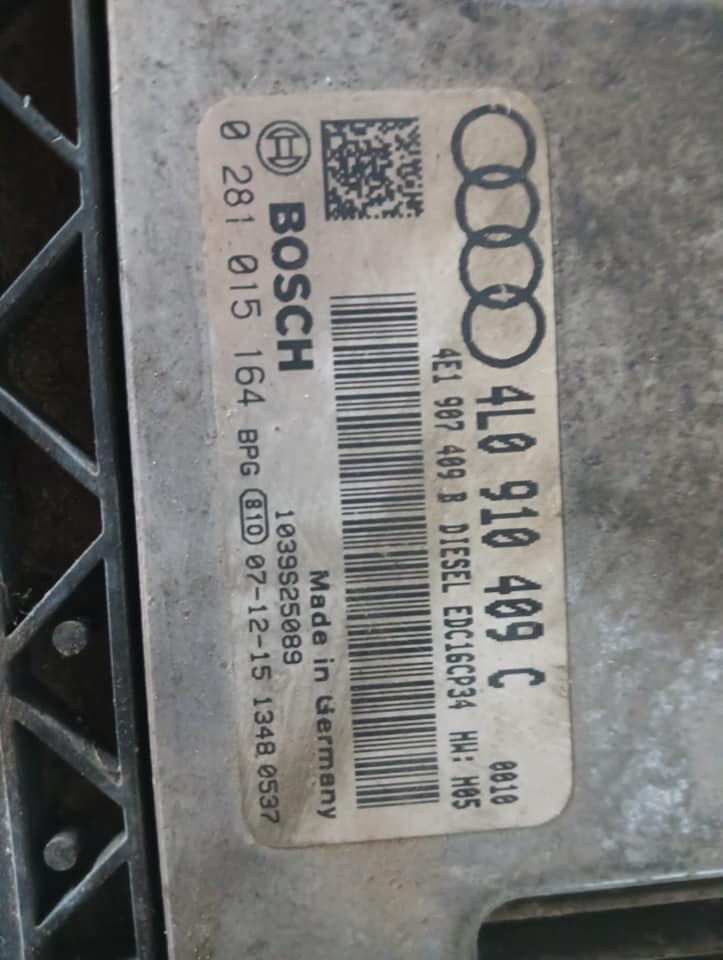 4L0 910 409 C
0010
4E1 907 409 B DIESEL EDC16CP34 HW: H05
BOSCH
Made in Germany
1039S25089
0 281 015 164 BPG 810 07-12-15 1348 0537